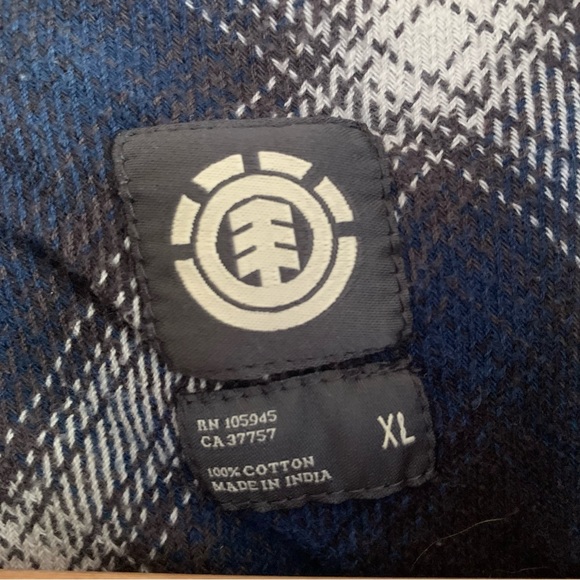 RN 105945
CA 37757
XL
100% COTTON
MADE IN INDIA